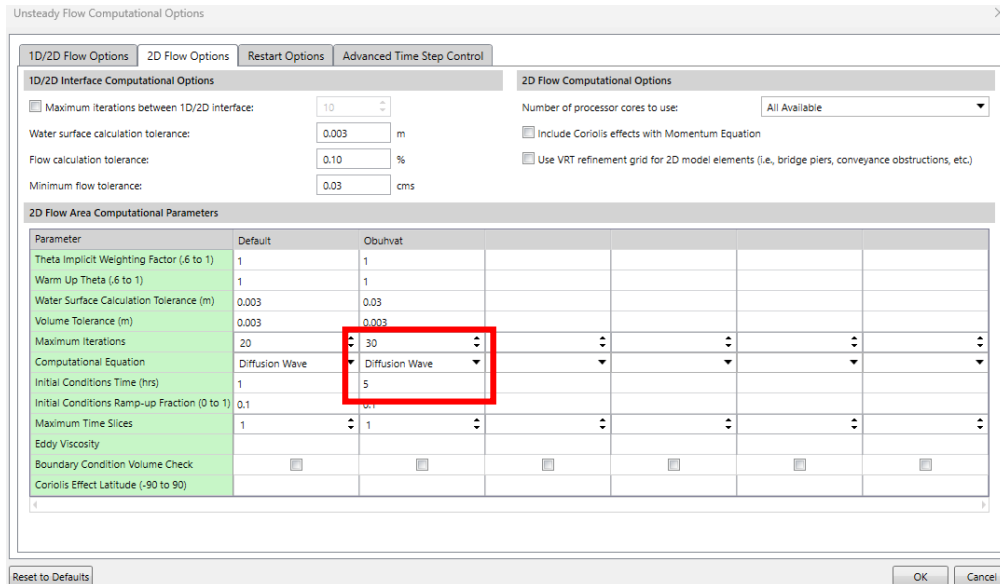 Unsteady Flow Computational Options
1D/2D Flow Options 2D Flow Options Restart Options Advanced Time Step Control
1D/2D Interface Computational Options
Maximum iterations between 1D/2D interface: 10
Water surface calculation tolerance: 0.003 m
Flow calculation tolerance: 0.10 %
Minimum flow tolerance: 0.03 cms
2D Flow Computational Options
Number of processor cores to use: All Available
Include Coriolis effects with Momentum Equation
Use VRT refinement grid for 2D model elements (i.e., bridge piers, conveyance obstructions, etc.)
2D Flow Area Computational Parameters
Parameter Default Obuhvat
Theta Implicit Weighting Factor (.6 to 1) 1 1
Warm Up Theta (.6 to 1) 1 1
Water Surface Calculation Tolerance (m) 0.003 0.03
Volume Tolerance (m) 0.003 0.003
Maximum Iterations 20 30
Computational Equation Diffusion Wave Diffusion Wave
Initial Conditions Time (hrs) 1 5
Initial Conditions Ramp-up Fraction (0 to 1) 0.1 0.1
Maximum Time Slices 1 1
Eddy Viscosity
Boundary Condition Volume Check
Coriolis Effect Latitude (-90 to 90)
Reset to Defaults OK Cancel